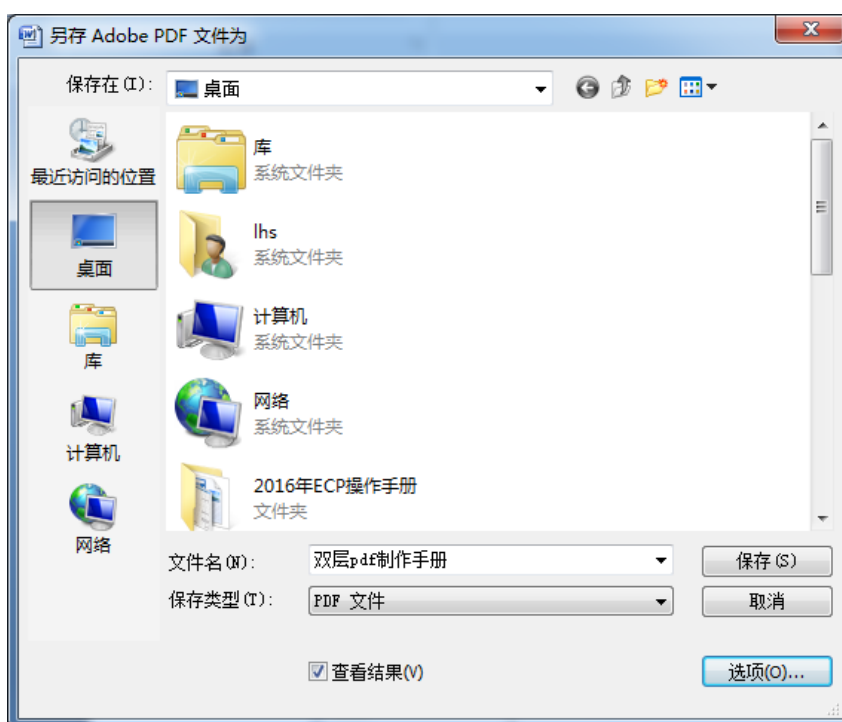 另存 Adobe PDF 文件为
保存在(I):
桌面
最近访问的位置
桌面
库
计算机
网络
库
系统文件夹
lhs
系统文件夹
计算机
系统文件夹
网络
系统文件夹
2016年ECP操作手册
文件夹
文件名(N):
双层pdf制作手册
保存(S)
保存类型(T):
PDF 文件
取消
查看结果(V)
选项(O)...